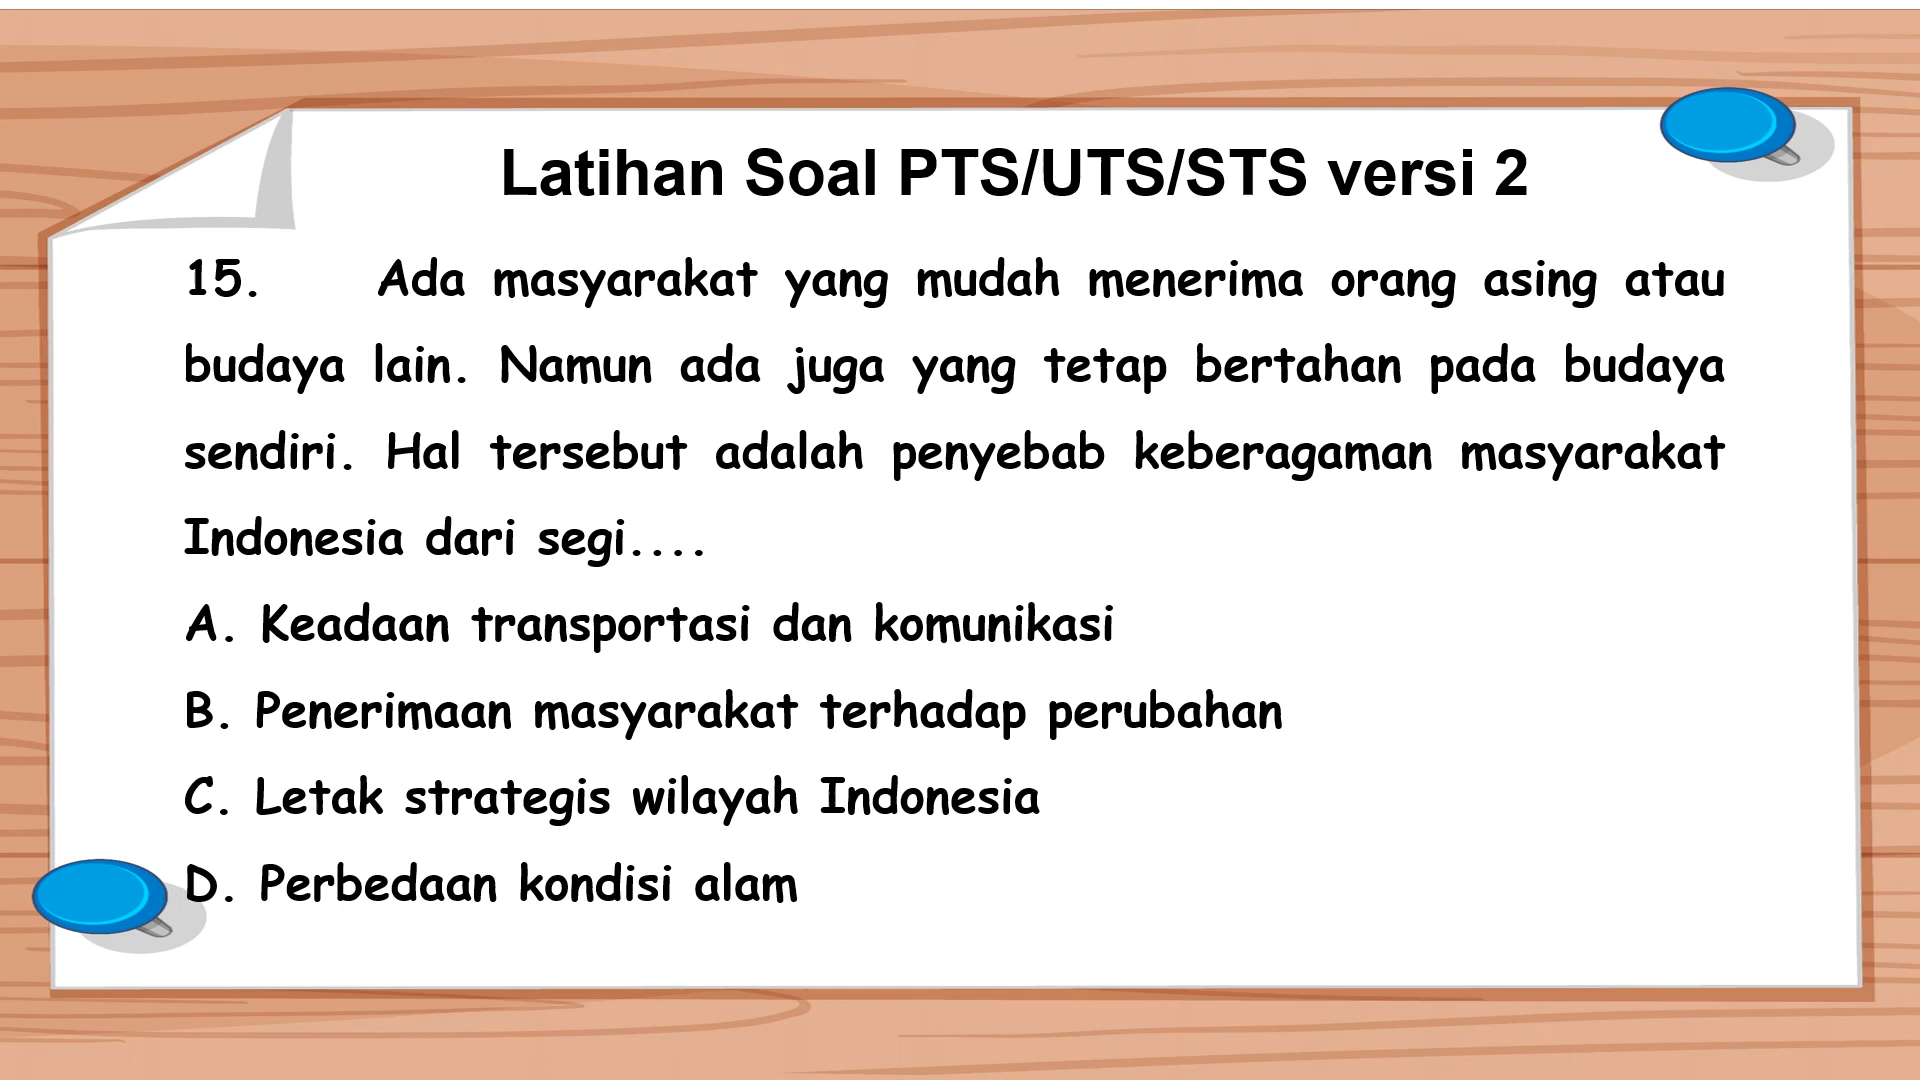 Latihan Soal PTS/UTS/STS versi 2
15. Ada masyarakat yang mudah menerima orang asing atau
budaya lain. Namun ada juga yang tetap bertahan pada budaya
sendiri. Hal tersebut adalah penyebab keberagaman masyarakat
Indonesia dari segi....
A. Keadaan transportasi dan komunikasi
B. Penerimaan masyarakat terhadap perubahan
C. Letak strategis wilayah Indonesia
D. Perbedaan kondisi alam